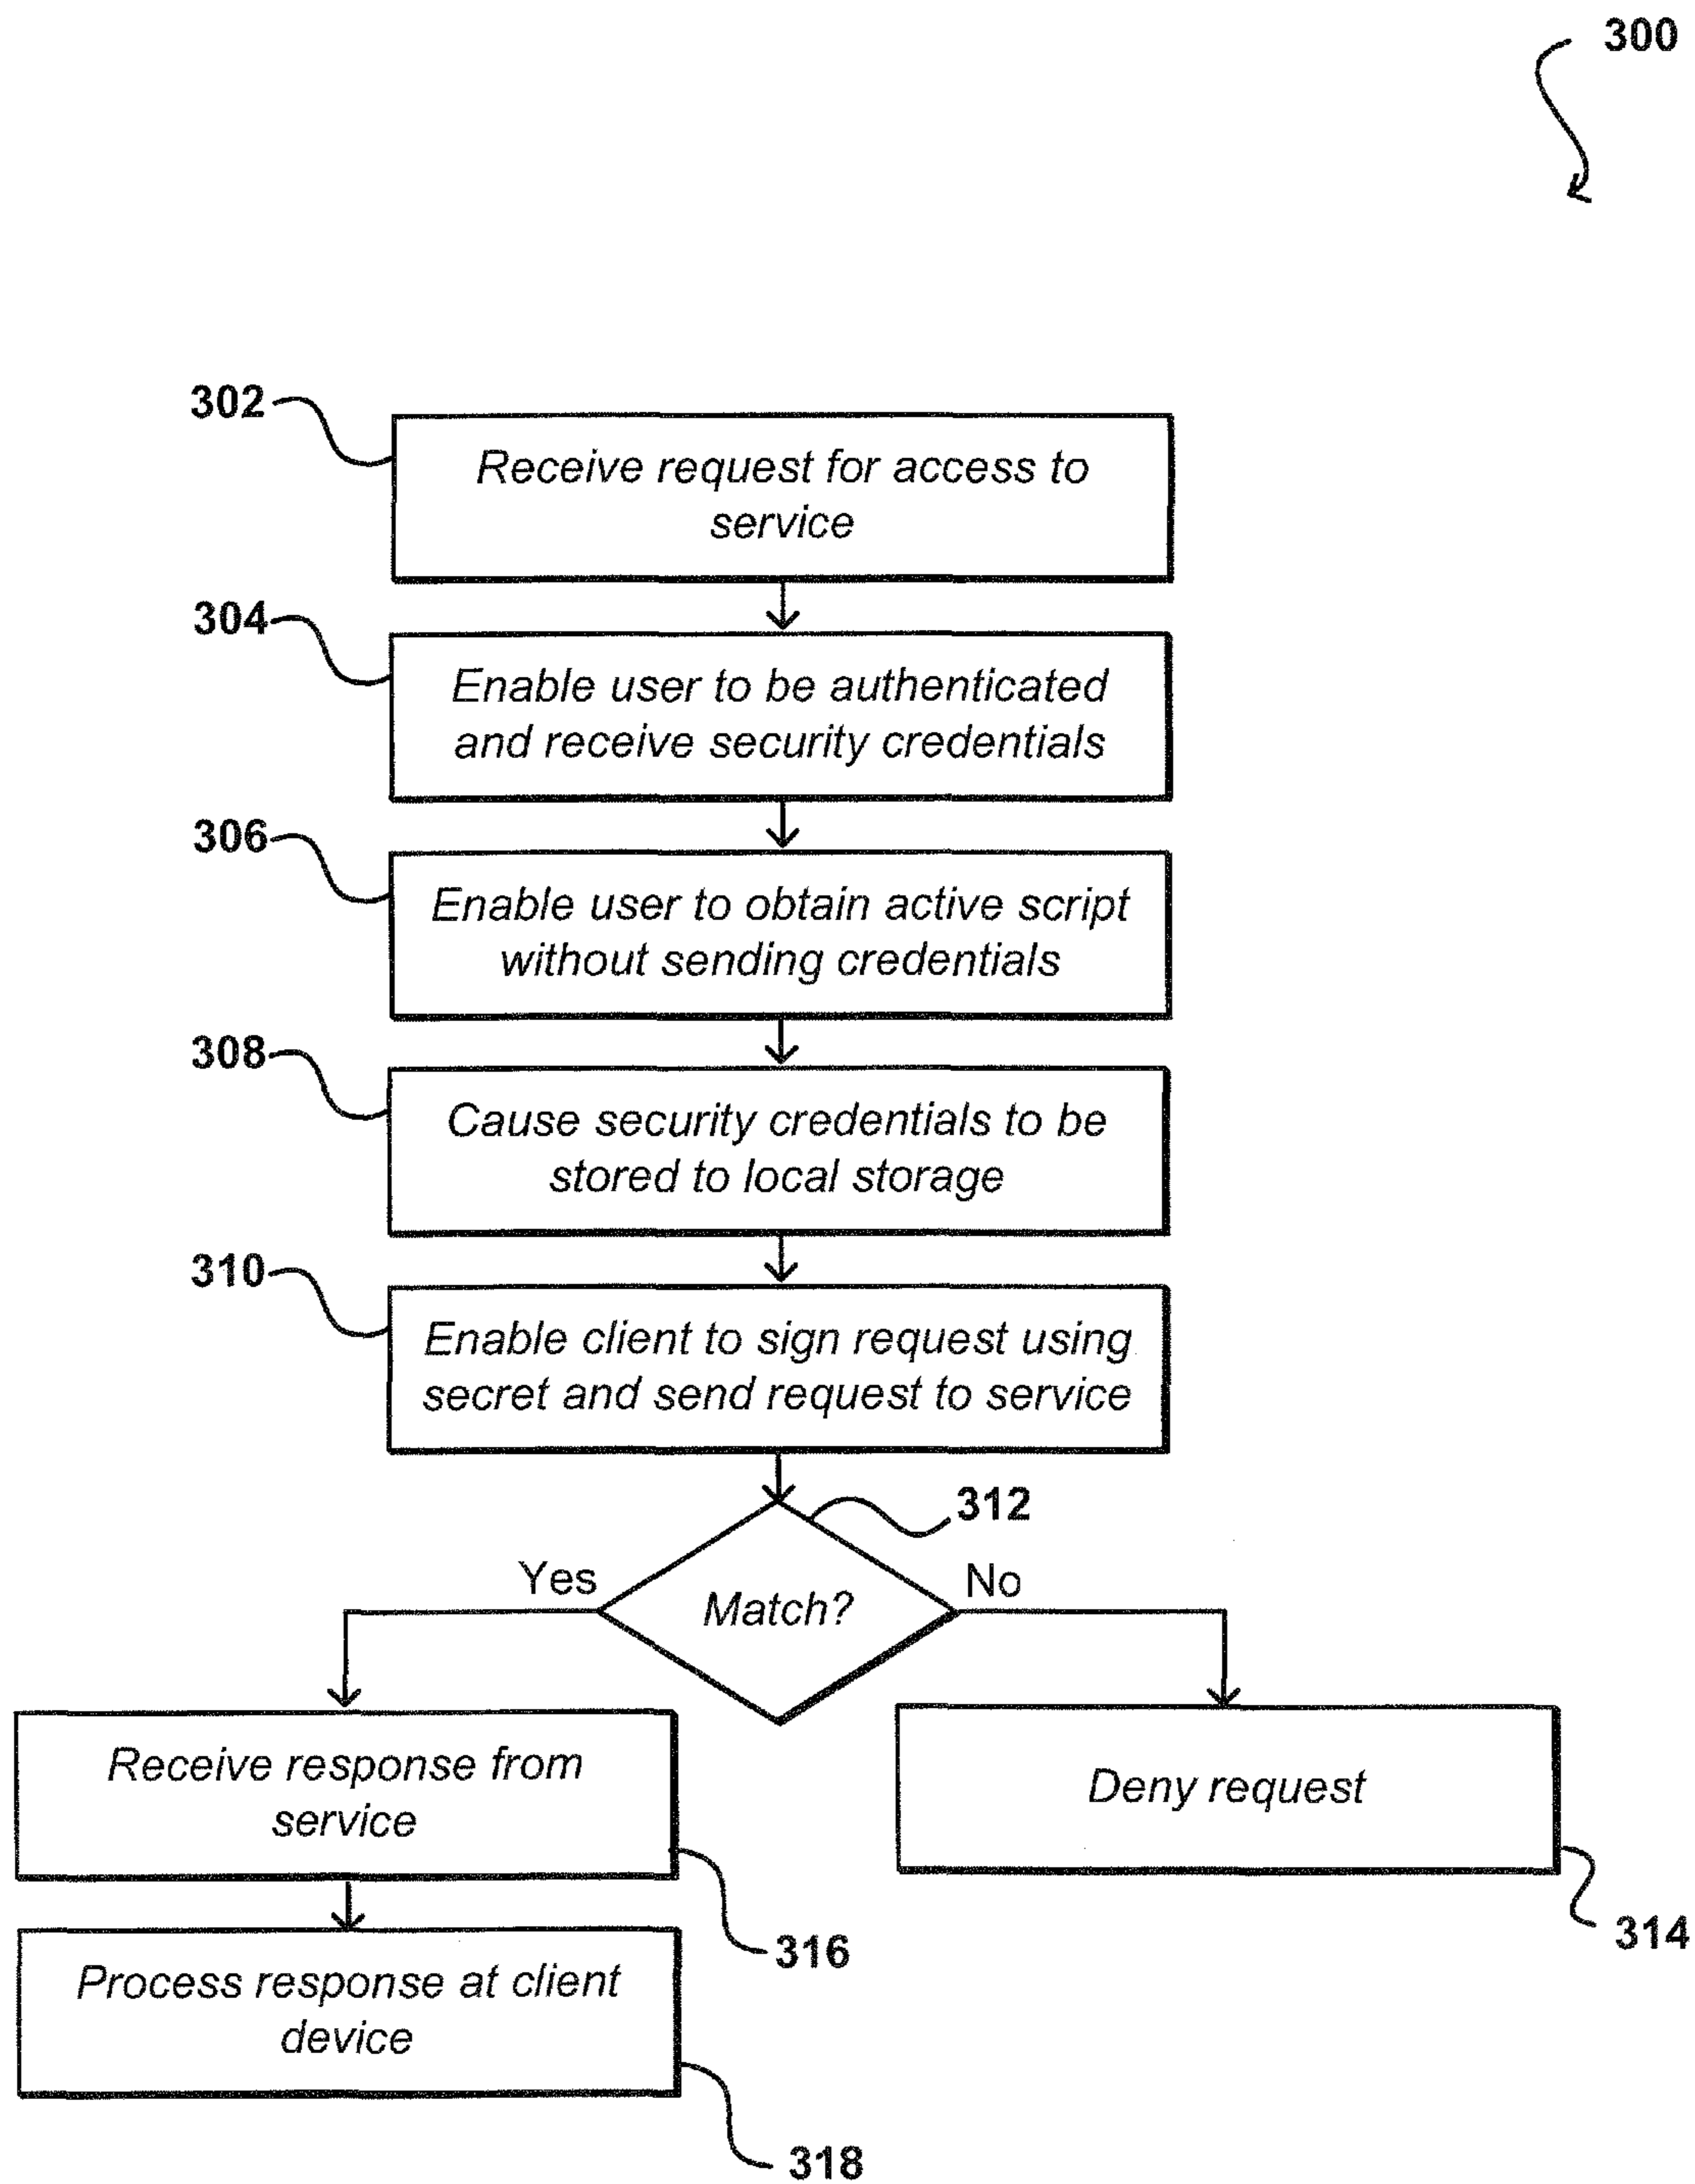 300
302
Receive request for access to
service
304
Enable user to be authenticated
and receive security credentials
306
Enable user to obtain active script
without sending credentials
308
Cause security credentials to be
stored to local storage
310
Enable client to sign request using
secret and send request to service
312
Yes
Match?
No
Receive response from
service
316
Deny request
314
Process response at client
device
318